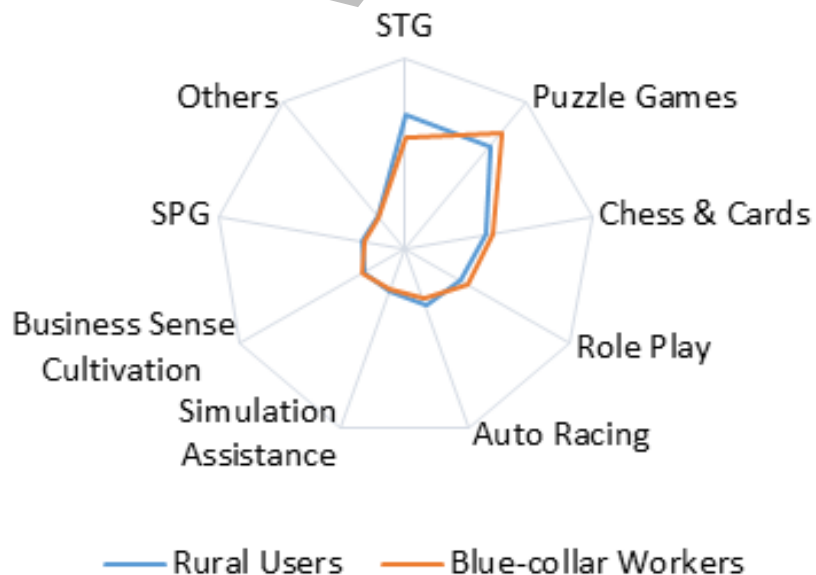 STG
Others
Puzzle Games
SPG
Chess & Cards
Business Sense
Cultivation
Role Play
Simulation
Assistance
Auto Racing
Rural Users
Blue-collar Workers